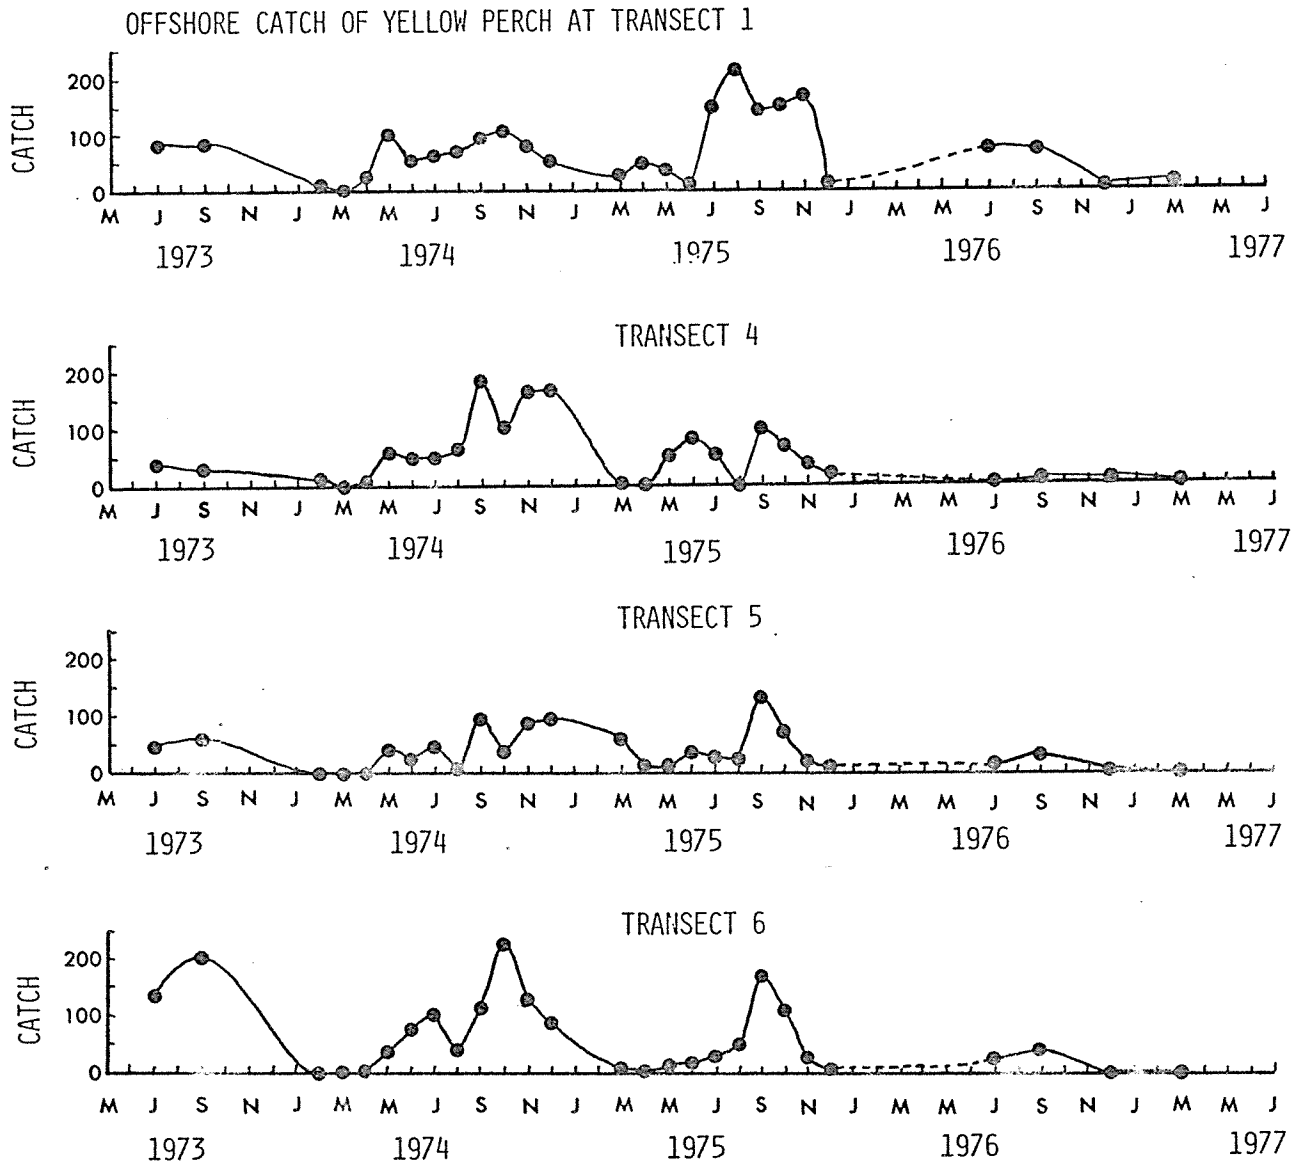 OFFSHORE CATCH OF YELLOW PERCH AT TRANSECT 1
CATCH
200
100
0
M J S N J M M J S N J M M J S N J M M J S N J M M J
1973 1974 1975 1976 1977
TRANSECT 4
CATCH
200
100
0
M J S N J M M J S N J M M J S N J M M J S N J M M J
1973 1974 1975 1976 1977
TRANSECT 5
CATCH
200
100
0
M J S N J M M J S N J M M J S N J M M J S N J M M J
1973 1974 1975 1976 1977
TRANSECT 6
CATCH
200
100
0
M J S N J M M J S N J M M J S N J M M J S N J M M J
1973 1974 1975 1976 1977